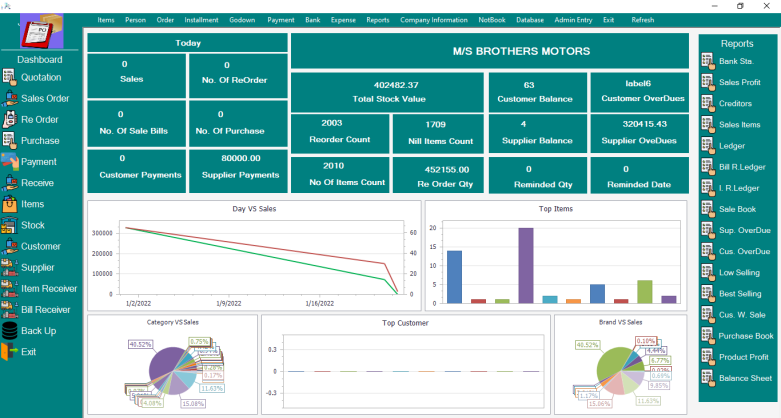 Items Person Order Installment Godown Payment Bank Expense Reports Company Information NotBook Database Admin Entry Exit Refresh
Dashboard
Quotation
Sales Order
Re Order
Purchase
Payment
Receive
Items
Stock
Customer
Supplier
Item Receiver
Bill Receiver
Back Up
Exit
Today
0
Sales
0
No. Of ReOrder
0
No. Of Sale Bills
0
No. Of Purchase
0
Customer Payments
80000.00
Supplier Payments
M/S BROTHERS MOTORS
402482.37
Total Stock Value
63
Customer Balance
label6
Customer OverDues
2003
Reorder Count
1709
Nill Items Count
4
Supplier Balance
320415.43
Supplier OveDues
2010
No Of Items Count
452155.00
Re Order Qty
0
Reminded Qty
0
Reminded Date
Day VS Sales
300000
200000
100000
0
60
40
20
0
1/2/2022 1/9/2022 1/16/2022
Top Items
20
15
10
5
0
Category VS Sales
40.52%
0.75%
0.17%
11.63%
15.08%
Top Customer
0.3
0
-0.3
Brand VS Sales
40.52%
0.10%
4.44%
6.77%
0.59%
9.85%
11.63%
15.06%
1.17%
Reports
Bank Sta.
Sales Profit
Creditors
Sales Items
Ledger
Bill R.Ledger
I. R.Ledger
Sale Book
Sup. OverDue
Cus. OverDue
Low Selling
Best Selling
Cus. W. Sale
Purchase Book
Product Profit
Balance Sheet